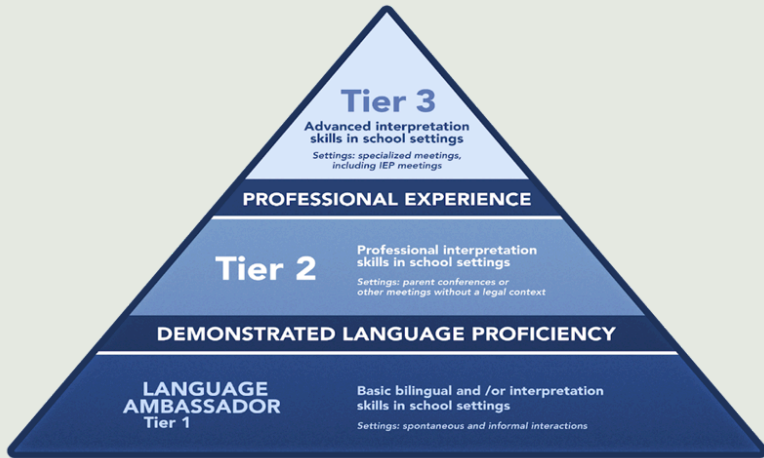 Tier 3
Advanced interpretation
skills in school settings
Settings: specialized meetings,
including IEP meetings
PROFESSIONAL EXPERIENCE
Tier 2
Professional interpretation
skills in school settings
Settings: parent conferences or
other meetings without a legal context
DEMONSTRATED LANGUAGE PROFICIENCY
LANGUAGE
AMBASSADOR
Tier 1
Basic bilingual and /or interpretation
skills in school settings
Settings: spontaneous and informal interactions